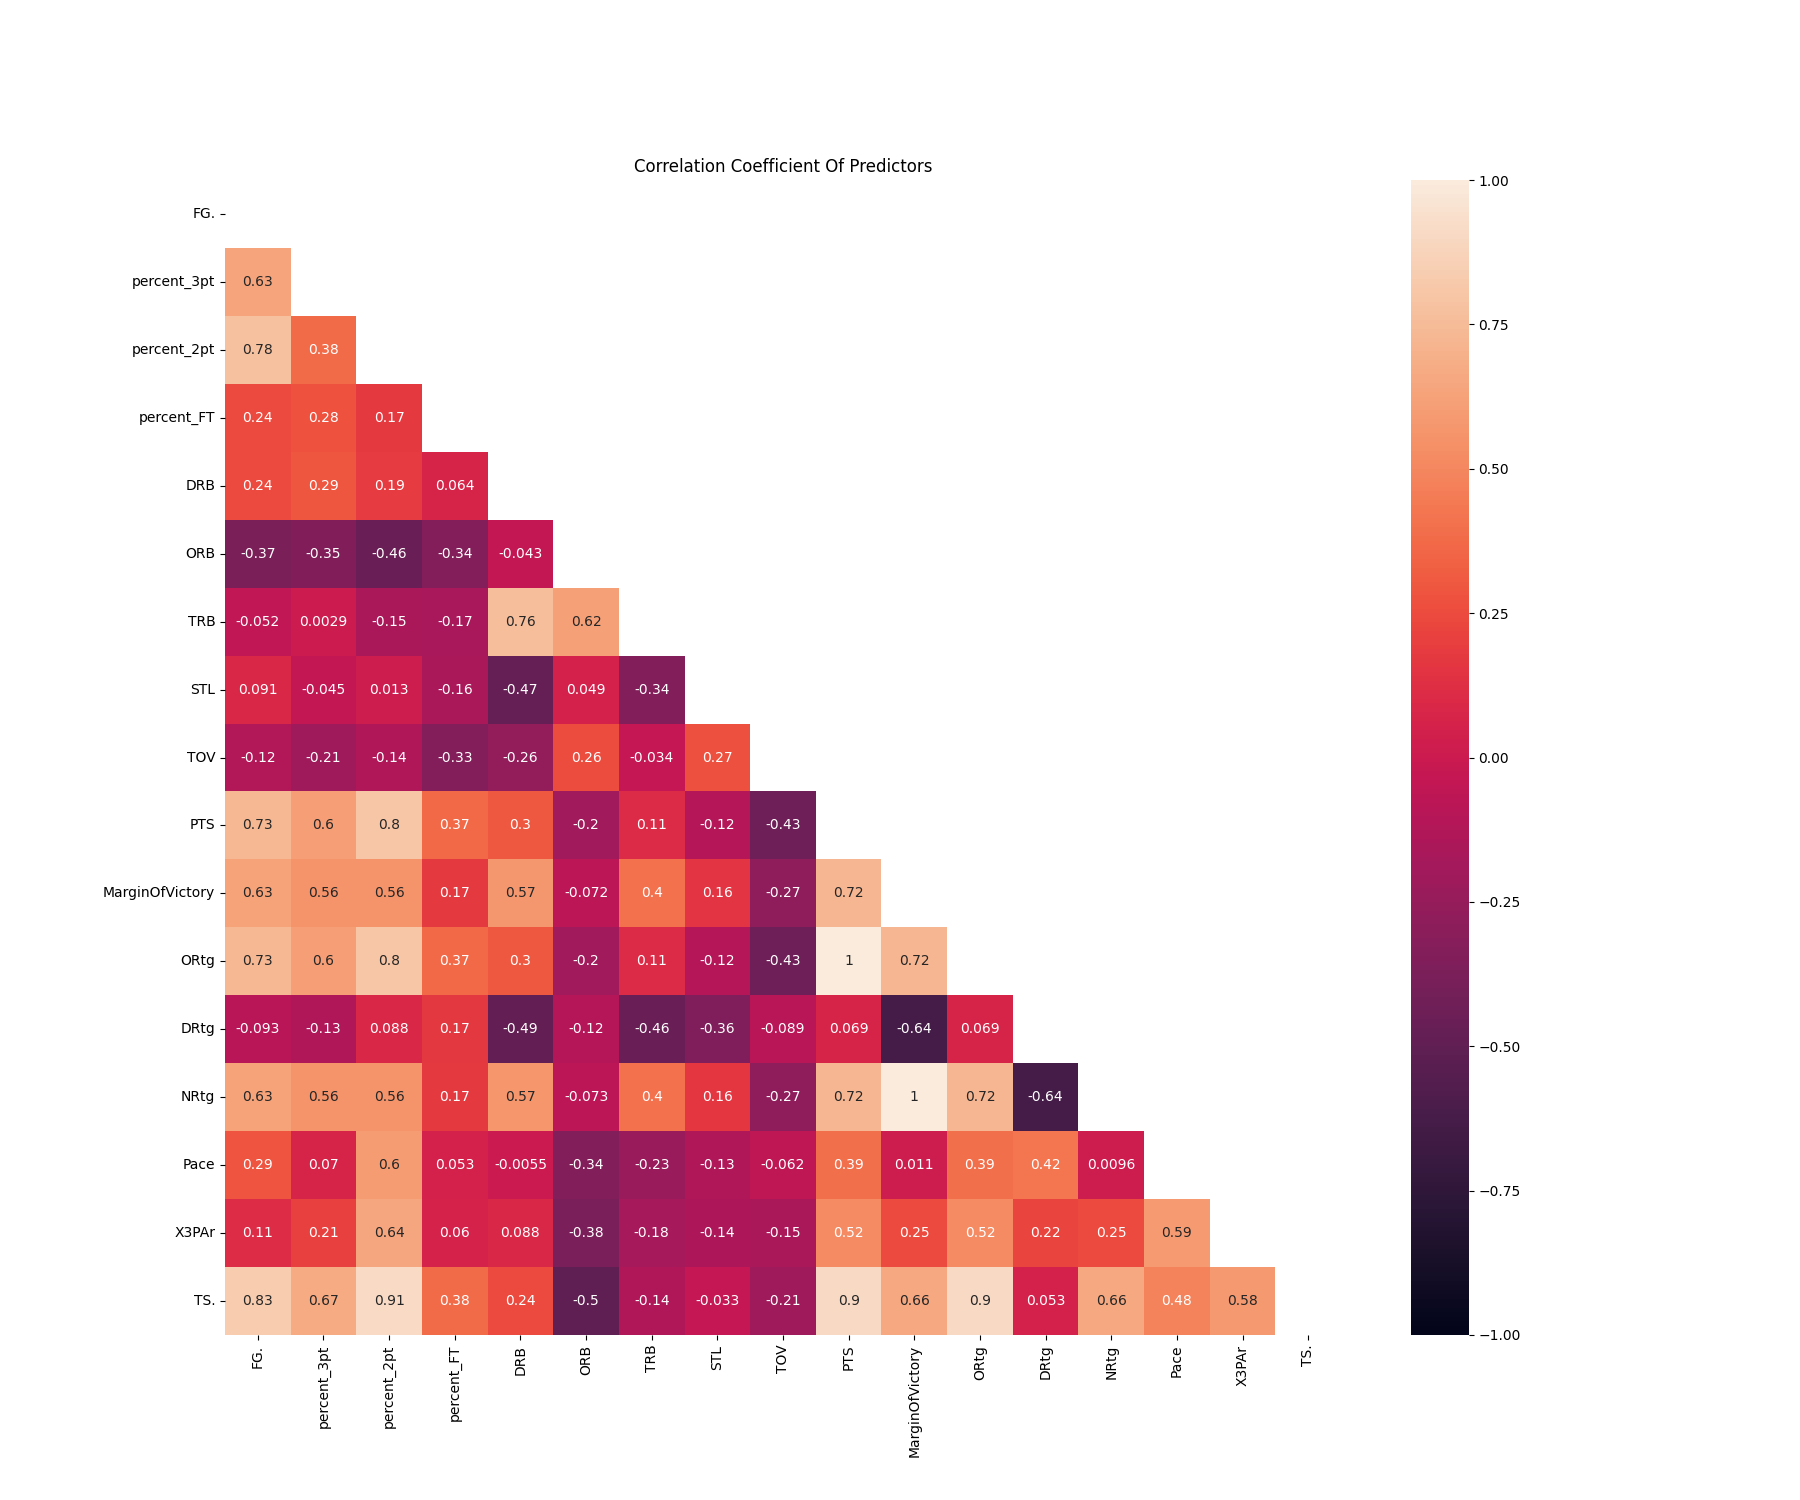 Correlation Coefficient Of Predictors
FG.
percent_3pt 0.63
percent_2pt 0.78 0.38
percent_FT 0.24 0.28 0.17
DRB 0.24 0.29 0.19 0.064
ORB -0.37 -0.35 -0.46 -0.34 -0.043
TRB -0.052 0.0029 -0.15 -0.17 0.76 0.62
STL 0.091 -0.045 0.013 -0.16 -0.47 0.049 -0.34
TOV -0.12 -0.21 -0.14 -0.33 -0.26 0.26 -0.034 0.27
PTS 0.73 0.6 0.8 0.37 0.3 -0.2 0.11 -0.12 -0.43
MarginOfVictory 0.63 0.56 0.56 0.17 0.57 -0.072 0.4 0.16 -0.27 0.72
ORtg 0.73 0.6 0.8 0.37 0.3 -0.2 0.11 -0.12 -0.43 1 0.72
DRtg -0.093 -0.13 0.088 0.17 -0.49 -0.12 -0.46 -0.36 -0.089 0.069 -0.64 0.069
NRtg 0.63 0.56 0.56 0.17 0.57 -0.073 0.4 0.16 -0.27 0.72 1 0.72 -0.64
Pace 0.29 0.07 0.6 0.053 -0.0055 -0.34 -0.23 -0.13 -0.062 0.39 0.011 0.39 0.42 0.0096
X3PAr 0.11 0.21 0.64 0.06 0.088 -0.38 -0.18 -0.14 -0.15 0.52 0.25 0.52 0.22 0.25 0.59
TS. 0.83 0.67 0.91 0.38 0.24 -0.5 -0.14 -0.033 -0.21 0.9 0.66 0.9 0.053 0.66 0.48 0.58
FG. percent_3pt percent_2pt percent_FT DRB ORB TRB STL TOV PTS MarginOfVictory ORtg DRtg NRtg Pace X3PAr TS.
1.00
0.75
0.50
0.25
0.00
−0.25
−0.50
−0.75
−1.00